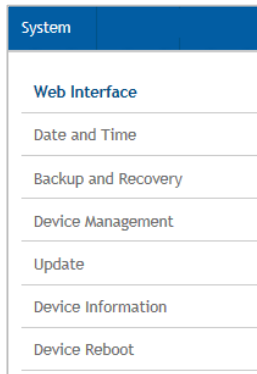 System
Web Interface
Date and Time
Backup and Recovery
Device Management
Update
Device Information
Device Reboot